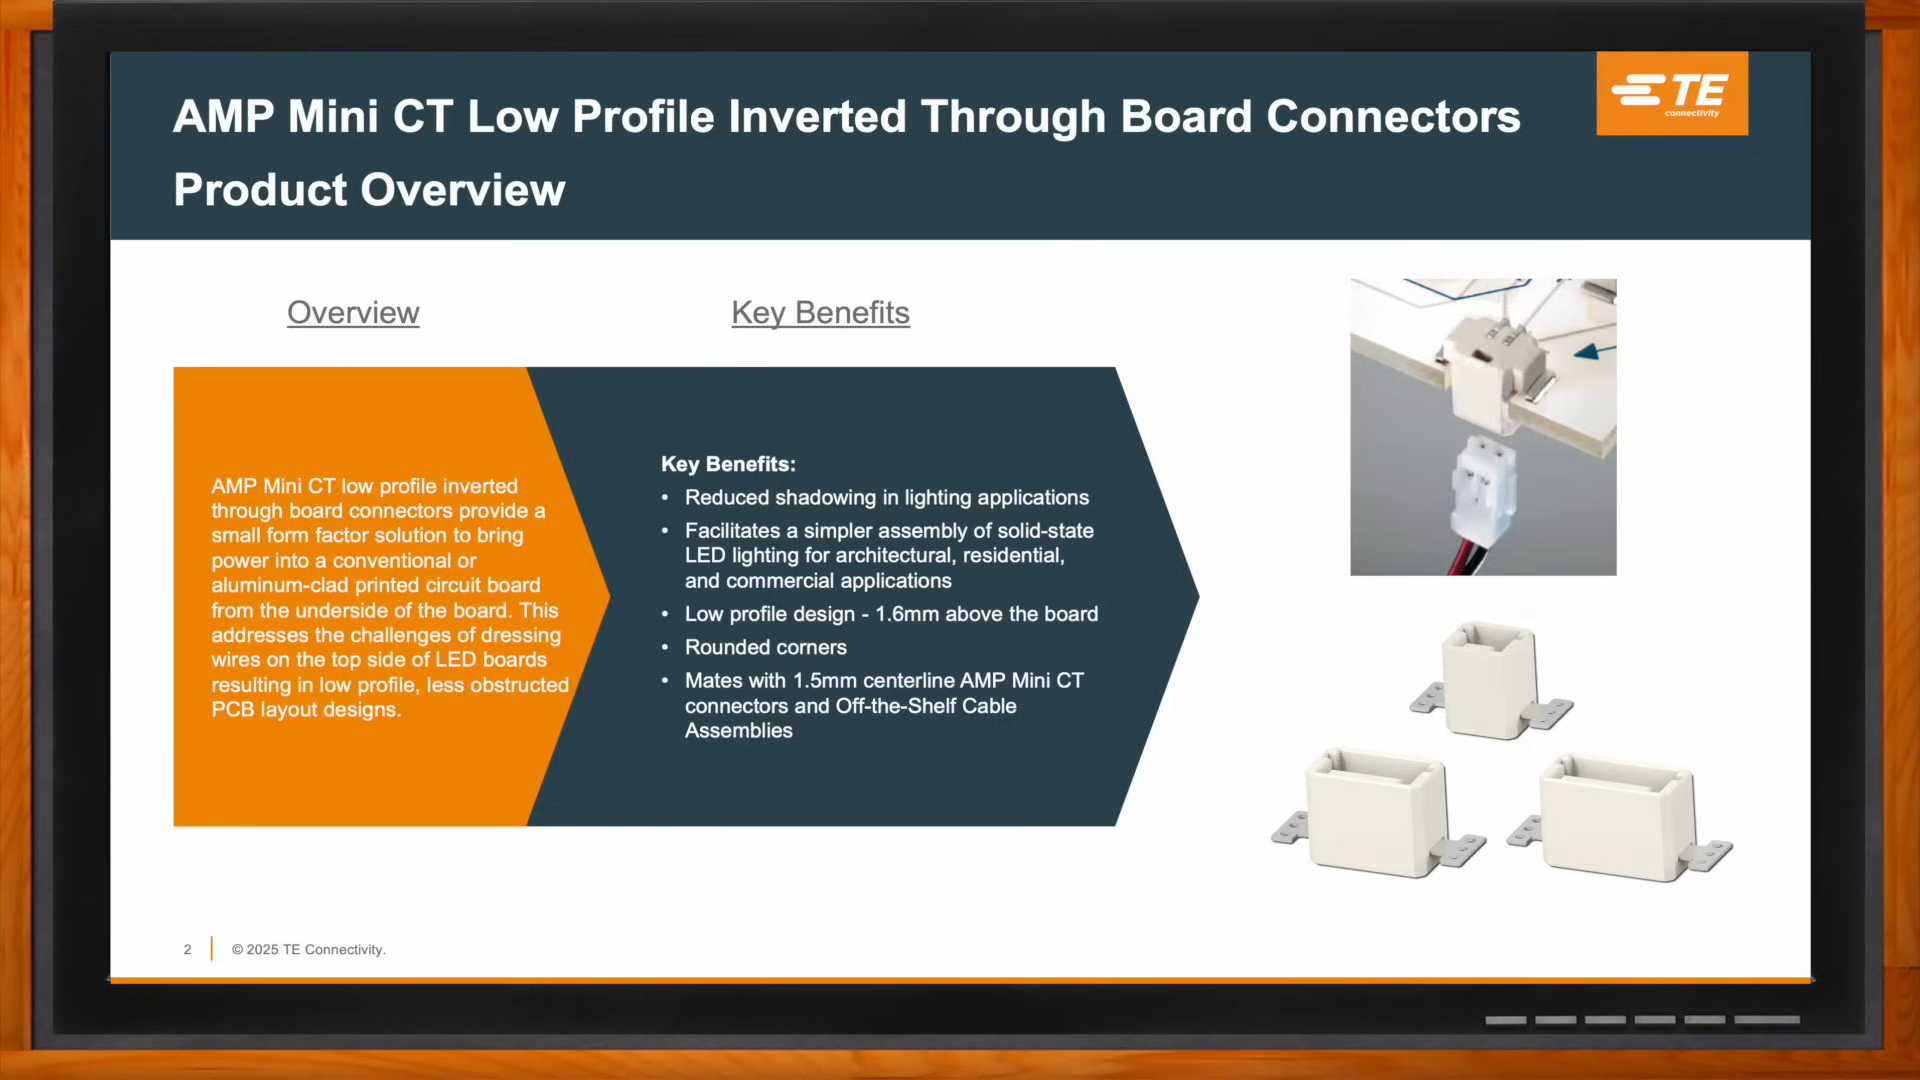 AMP Mini CT Low Profile Inverted Through Board Connectors
Product Overview
TE
connectivity
Overview
Key Benefits
AMP Mini CT low profile inverted
through board connectors provide a
small form factor solution to bring
power into a conventional or
aluminum-clad printed circuit board
from the underside of the board. This
addresses the challenges of dressing
wires on the top side of LED boards
resulting in low profile, less obstructed
PCB layout designs.
Key Benefits:
• Reduced shadowing in lighting applications
• Facilitates a simpler assembly of solid-state
LED lighting for architectural, residential,
and commercial applications
• Low profile design - 1.6mm above the board
• Rounded corners
• Mates with 1.5mm centerline AMP Mini CT
connectors and Off-the-Shelf Cable
Assemblies
2
© 2025 TE Connectivity.